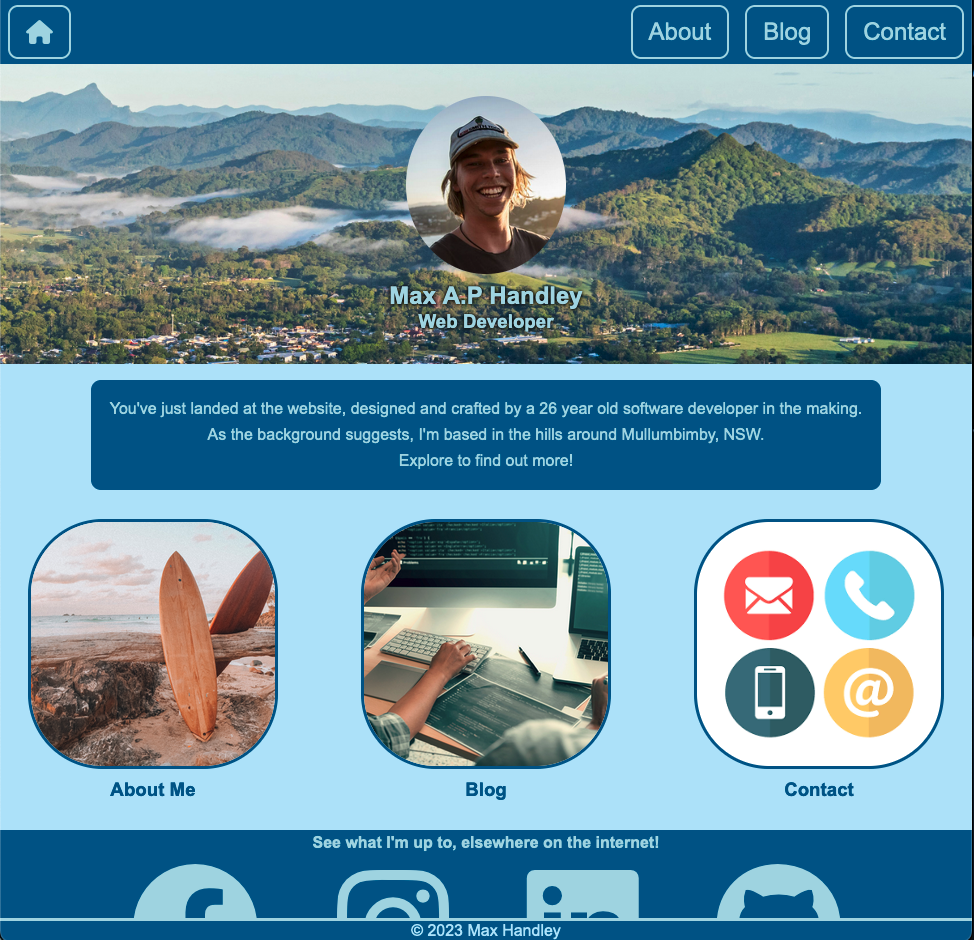 About Blog Contact
Max A.P Handley
Web Developer
You've just landed at the website, designed and crafted by a 26 year old software developer in the making.
As the background suggests, I'm based in the hills around Mullumbimby, NSW.
Explore to find out more!
About Me
Blog
Contact
See what I'm up to, elsewhere on the internet!
© 2023 Max Handley